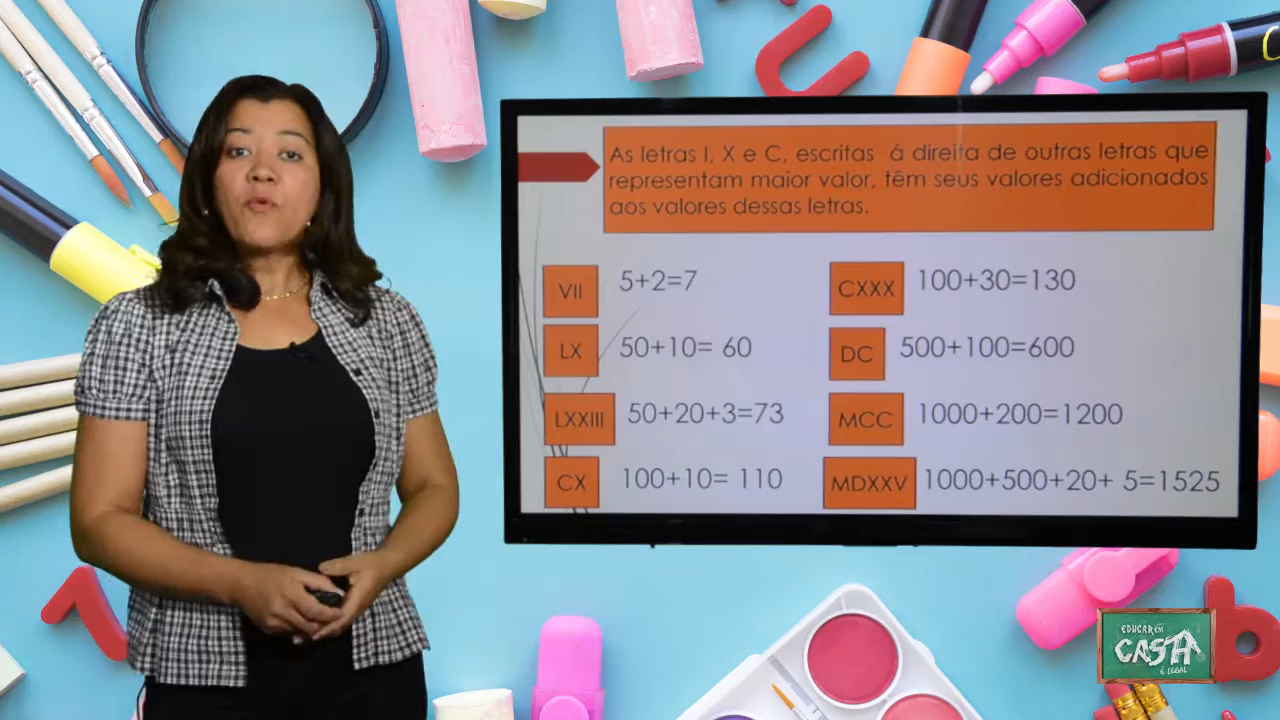 As letras I, X e C, escritas á direita de outras letras que
representam maior valor, têm seus valores adicionados
aos valores dessas letras.
VII 5+2=7
CXXX 100+30=130
LX 50+10= 60
DC 500+100=600
LXXIII 50+20+3=73
MCC 1000+200=1200
CX 100+10= 110
MDXXV 1000+500+20+ 5=1525
EDUCAR EM
CASA
É LEGAL
b